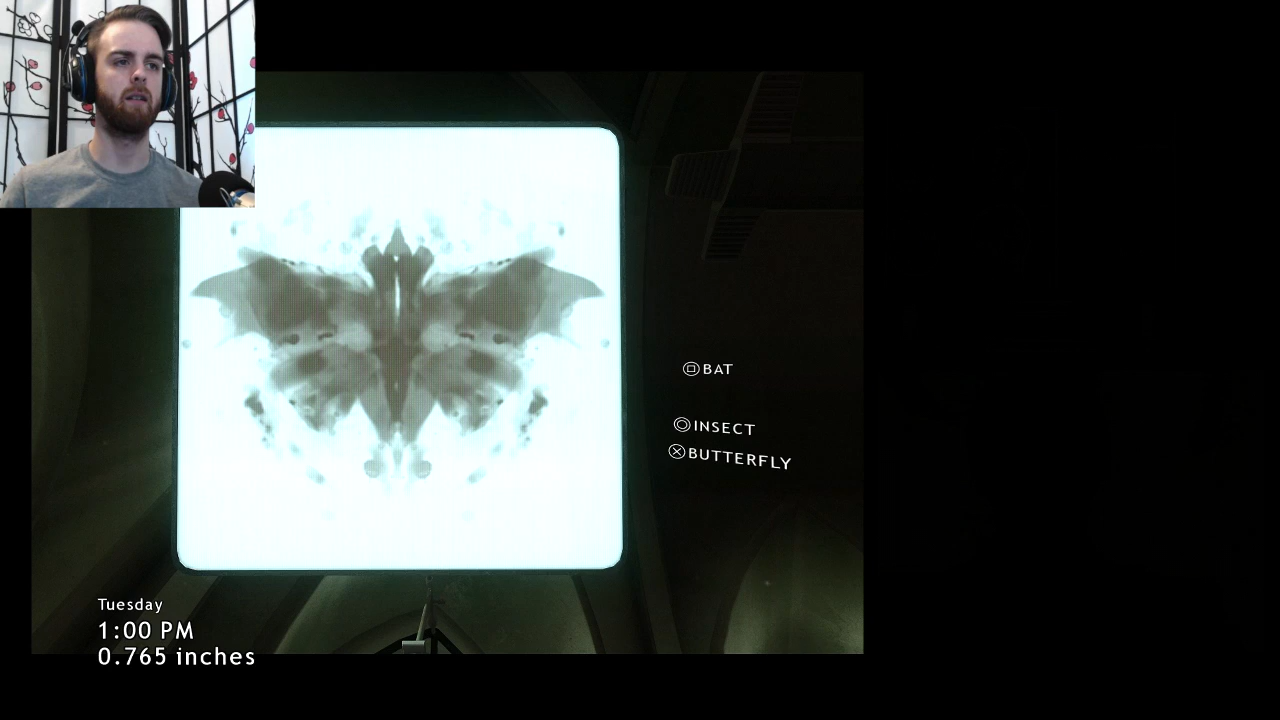 BAT
INSECT
BUTTERFLY
Tuesday
1:00 PM
0.765 inches